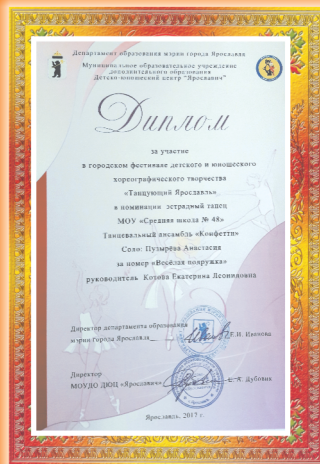 Департамент образования мэрии города Ярославля
Муниципальное образовательное учреждение
дополнительного образования
Детско-юношеский центр "Ярославич"
Диплом
за участие
в городском фестивале детского и юношеского
хореографического творчества
«Танцующий Ярославль»
в номинации эстрадный танец
МОУ «Средняя школа № 48»
Танцевальный ансамбль «Конфетти»
Соло: Пузырёва Анастасия
за номер «Весёлая подружка»
руководитель Котова Екатерина Леонидовна
Директор департамента образования
мэрии города Ярославля Е.И. Иванова
Директор
МОУДО ДЮЦ «Ярославич» Дубовик
Ярославль, 2017 г.